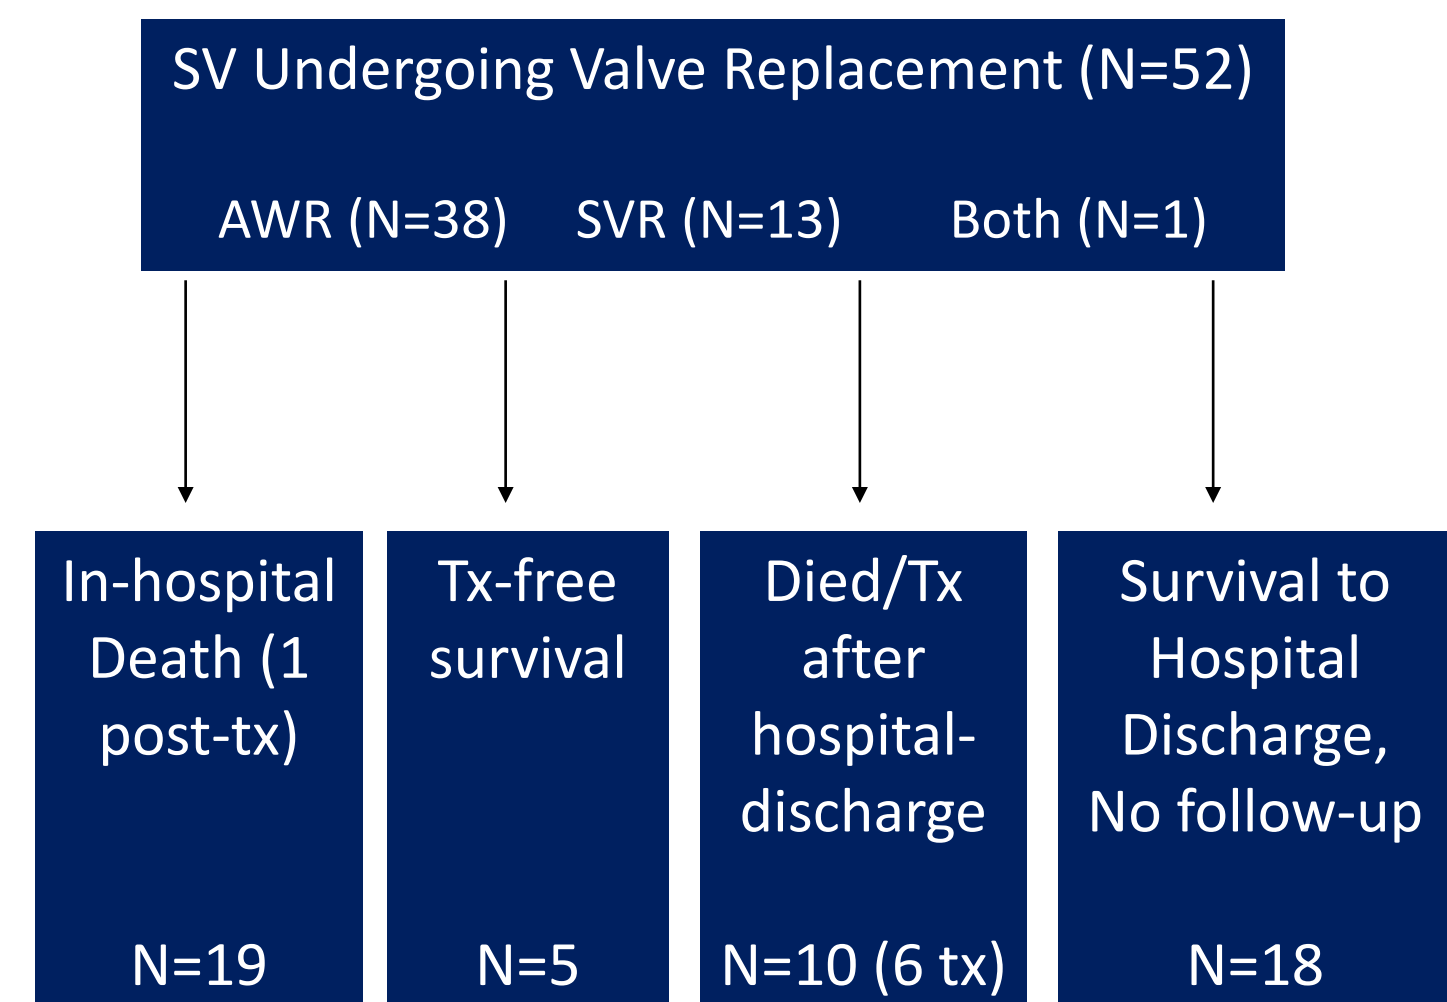 SV Undergoing Valve Replacement (N=52)
AWR (N=38) SVR (N=13) Both (N=1)
In-hospital
Death (1
post-tx)
N=19
Tx-free
survival
N=5
Died/Tx
after
hospital-
discharge
N=10 (6 tx)
Survival to
Hospital
Discharge,
No follow-up
N=18